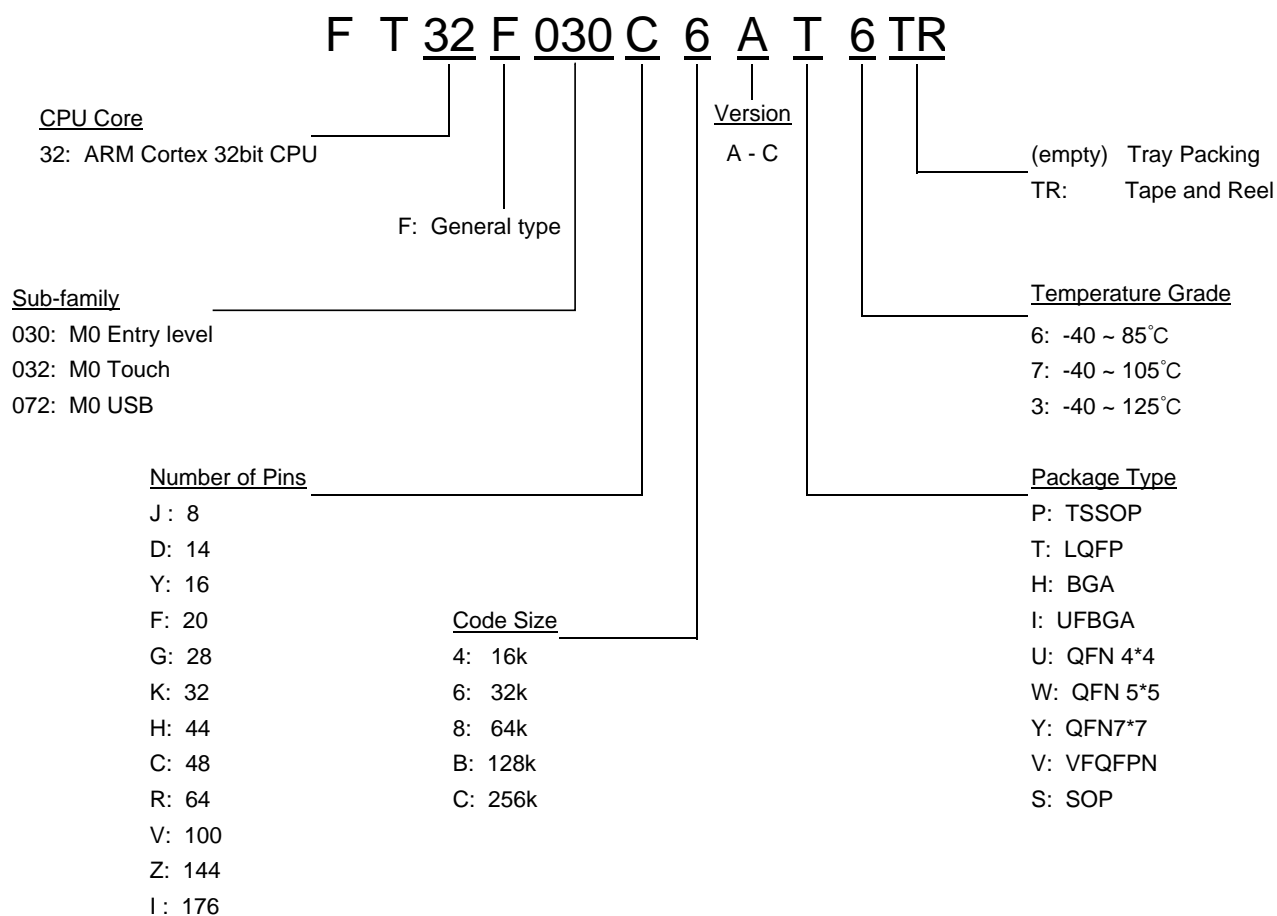 F T 32 F 030 C 6 A T 6 TR
CPU Core
32: ARM Cortex 32bit CPU
F: General type
Version
A - C
(empty) Tray Packing
TR: Tape and Reel
Sub-family
030: M0 Entry level
032: M0 Touch
072: M0 USB
Temperature Grade
6: -40 ~ 85℃
7: -40 ~ 105℃
3: -40 ~ 125℃
Number of Pins
J : 8
D: 14
Y: 16
F: 20
G: 28
K: 32
H: 44
C: 48
R: 64
V: 100
Z: 144
I : 176
Code Size
4: 16k
6: 32k
8: 64k
B: 128k
C: 256k
Package Type
P: TSSOP
T: LQFP
H: BGA
I: UFBGA
U: QFN 4*4
W: QFN 5*5
Y: QFN7*7
V: VFQFPN
S: SOP